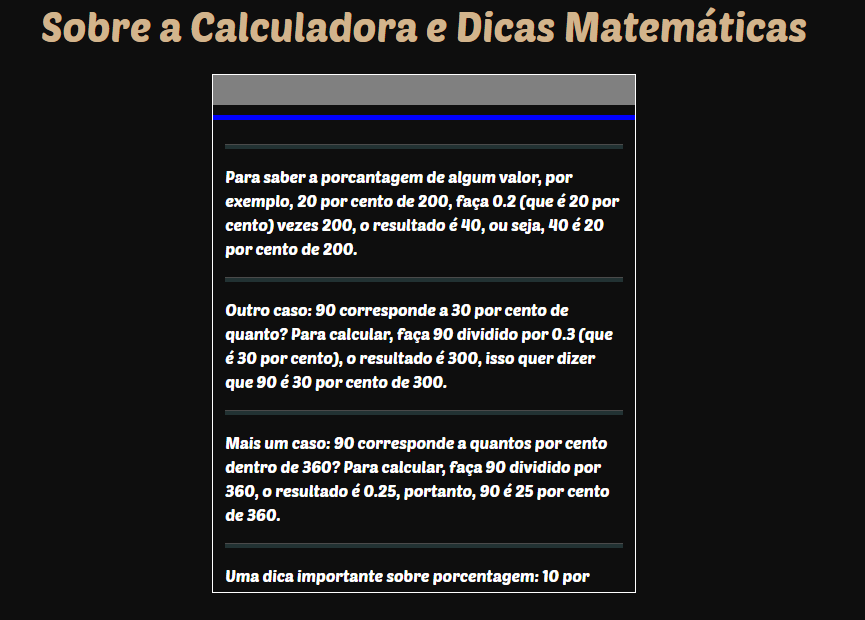 Sobre a Calculadora e Dicas Matemáticas
Para saber a porcantagem de algum valor, por
exemplo, 20 por cento de 200, faça 0.2 (que é 20 por
cento) vezes 200, o resultado é 40, ou seja, 40 é 20
por cento de 200.
Outro caso: 90 corresponde a 30 por cento de
quanto? Para calcular, faça 90 dividido por 0.3 (que
é 30 por cento), o resultado é 300, isso quer dizer
que 90 é 30 por cento de 300.
Mais um caso: 90 corresponde a quantos por cento
dentro de 360? Para calcular, faça 90 dividido por
360, o resultado é 0.25, portanto, 90 é 25 por cento
de 360.
Uma dica importante sobre porcentagem: 10 por